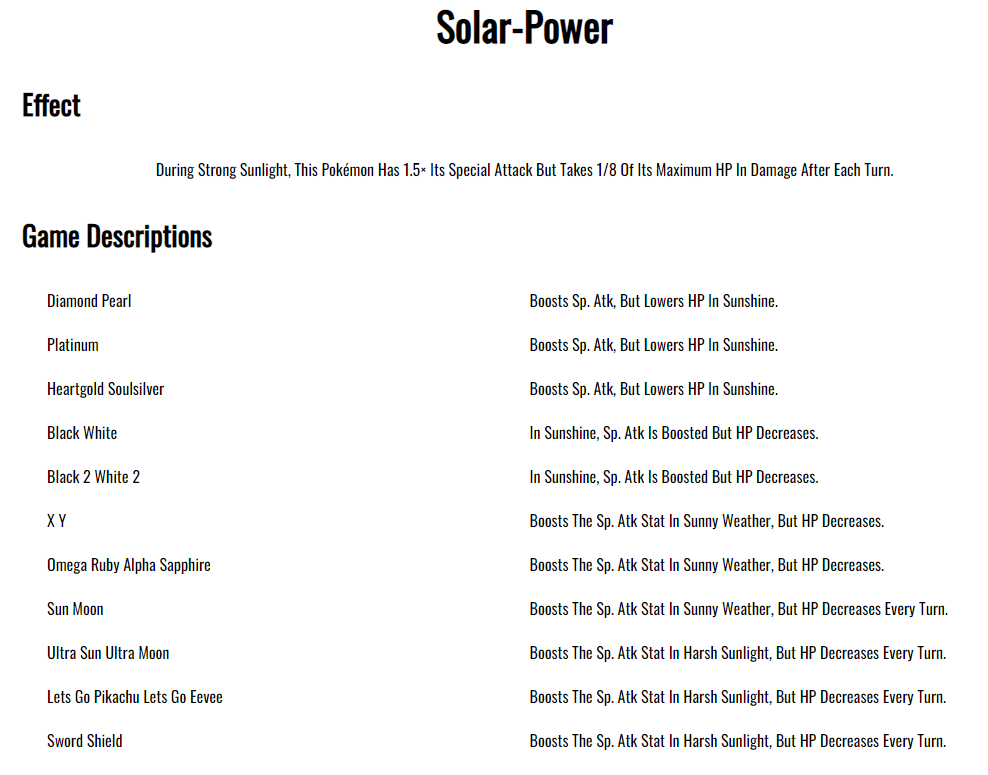 Solar-Power
Effect
During Strong Sunlight, This Pokémon Has 1.5× Its Special Attack But Takes 1/8 Of Its Maximum HP In Damage After Each Turn.
Game Descriptions
Diamond Pearl Boosts Sp. Atk, But Lowers HP In Sunshine.
Platinum Boosts Sp. Atk, But Lowers HP In Sunshine.
Heartgold Soulsilver Boosts Sp. Atk, But Lowers HP In Sunshine.
Black White In Sunshine, Sp. Atk Is Boosted But HP Decreases.
Black 2 White 2 In Sunshine, Sp. Atk Is Boosted But HP Decreases.
X Y Boosts The Sp. Atk Stat In Sunny Weather, But HP Decreases.
Omega Ruby Alpha Sapphire Boosts The Sp. Atk Stat In Sunny Weather, But HP Decreases.
Sun Moon Boosts The Sp. Atk Stat In Sunny Weather, But HP Decreases Every Turn.
Ultra Sun Ultra Moon Boosts The Sp. Atk Stat In Harsh Sunlight, But HP Decreases Every Turn.
Lets Go Pikachu Lets Go Eevee Boosts The Sp. Atk Stat In Harsh Sunlight, But HP Decreases Every Turn.
Sword Shield Boosts The Sp. Atk Stat In Harsh Sunlight, But HP Decreases Every Turn.